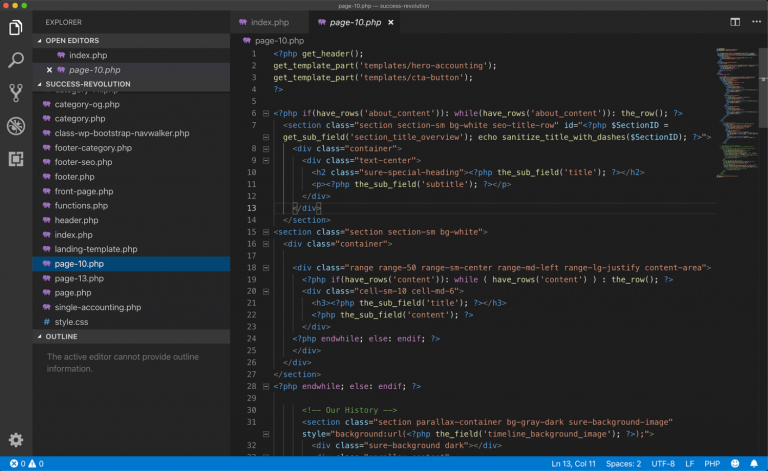 page-10.php — success-revolution
EXPLORER
OPEN EDITORS
index.php
page-10.php
SUCCESS-REVOLUTION
category-og.php
category.php
class-wp-bootstrap-navwalker.php
footer-category.php
footer-seo.php
footer.php
front-page.php
functions.php
header.php
index.php
landing-template.php
page-10.php
page-13.php
page.php
single-accounting.php
# style.css
OUTLINE
The active editor cannot provide outline
information.
index.php page-10.php
page-10.php
1 <?php get_header();
2 get_template_part('templates/hero-accounting');
3 get_template_part('templates/cta-button');
4 ?>
5
6 <?php if(have_rows('about_content')): while(have_rows('about_content')): the_row(); ?>
7 <section class="section section-sm bg-white seo-title-row" id="<?php $SectionID =
get_sub_field('section_title_overview'); echo sanitize_title_with_dashes($SectionID); ?>">
8 <div class="container">
9 <div class="text-center">
10 <h2 class="sure-special-heading"><?php the_sub_field('title'); ?></h2>
11 <p><?php the_sub_field('subtitle'); ?></p>
12 </div>
13 </div>
14 </section>
15 <section class="section section-sm bg-white">
16 <div class="container">
17
18 <div class="range range-50 range-sm-center range-md-left range-lg-justify content-area">
19 <?php if(have_rows('content')): while ( have_rows('content') ) : the_row(); ?>
20 <div class="cell-sm-10 cell-md-6">
21 <h3><?php the_sub_field('title'); ?></h3>
22 <?php the_sub_field('content'); ?>
23 </div>
24 <?php endwhile; else: endif; ?>
25 </div>
26 </div>
27 </section>
28 <?php endwhile; else: endif; ?>
29
30 <!-- Our History -->
31 <section class="section parallax-container bg-gray-dark sure-background-image"
style="background:url(<?php the_field('timeline_background_image'); ?>);">
32 <div class="sure-background dark"></div>
33
0 0
Ln 13, Col 11 Spaces: 2 UTF-8 LF PHP